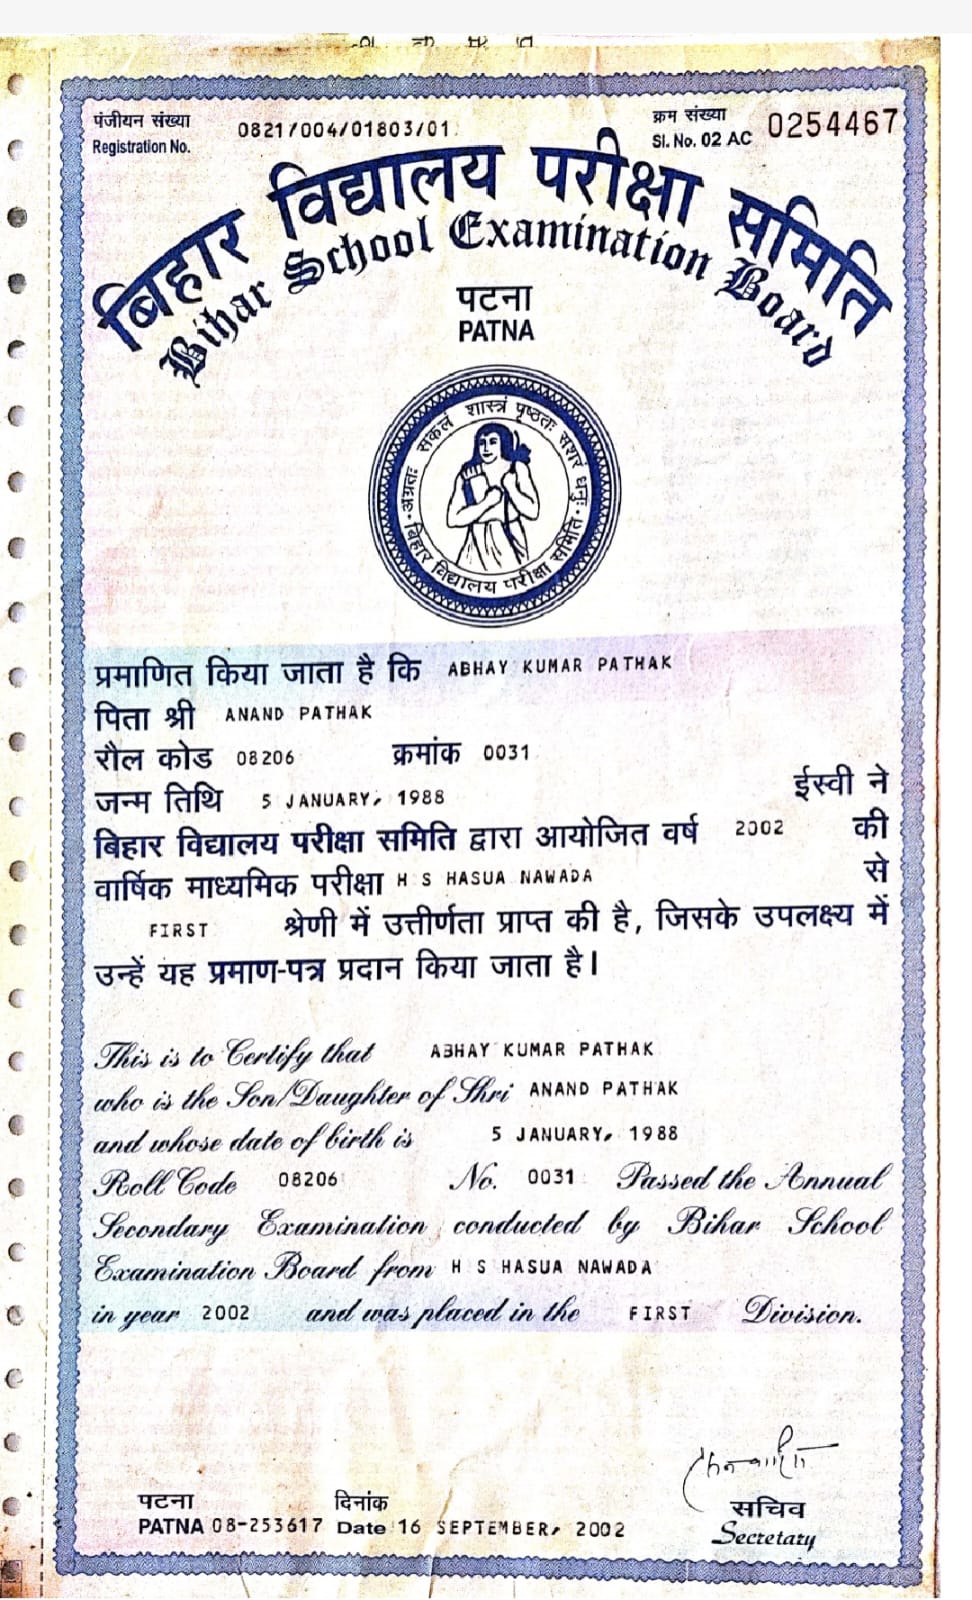 पंजीयन संख्या
Registration No. 0821/004/01803/01
क्रम संख्या
Sl. No. 02 AC 0254467
बिहार विद्यालय परीक्षा समिति
Bihar School Examination Board
पटना
PATNA
अग्रतः सकलं शास्त्रं पृष्ठतः सशरं धनुः
बिहार विद्यालय परीक्षा समिति
प्रमाणित किया जाता है कि ABHAY KUMAR PATHAK
पिता श्री ANAND PATHAK
रौल कोड 08206 क्रमांक 0031
जन्म तिथि 5 JANUARY, 1988 ईस्वी ने
बिहार विद्यालय परीक्षा समिति द्वारा आयोजित वर्ष 2002 की
वार्षिक माध्यमिक परीक्षा H S HASUA NAWADA से
FIRST श्रेणी में उत्तीर्णता प्राप्त की है, जिसके उपलक्ष्य में
उन्हें यह प्रमाण-पत्र प्रदान किया जाता है।
This is to Certify that ABHAY KUMAR PATHAK
who is the Son/Daughter of Shri ANAND PATHAK
and whose date of birth is 5 JANUARY, 1988
Roll Code 08206 No. 0031 Passed the Annual
Secondary Examination conducted by Bihar School
Examination Board from H S HASUA NAWADA
in year 2002 and was placed in the FIRST Division.
पटना दिनांक
PATNA 08-253617 Date 16 SEPTEMBER, 2002
सचिव
Secretary